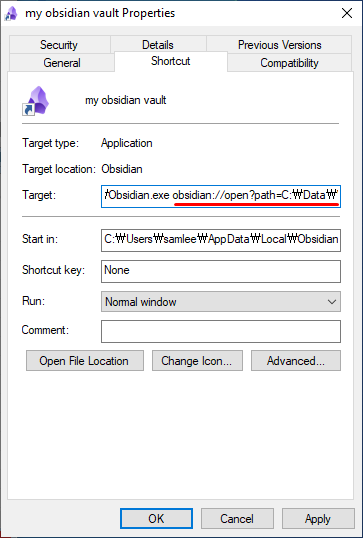 my obsidian vault Properties
Security Details Previous Versions
General Shortcut Compatibility
my obsidian vault
Target type: Application
Target location: Obsidian
Target: Obsidian.exe obsidian://open?path=C:₩Data₩
Start in: C:₩Users₩samlee₩AppData₩Local₩Obsidian
Shortcut key: None
Run: Normal window
Comment:
Open File Location Change Icon... Advanced...
OK Cancel Apply